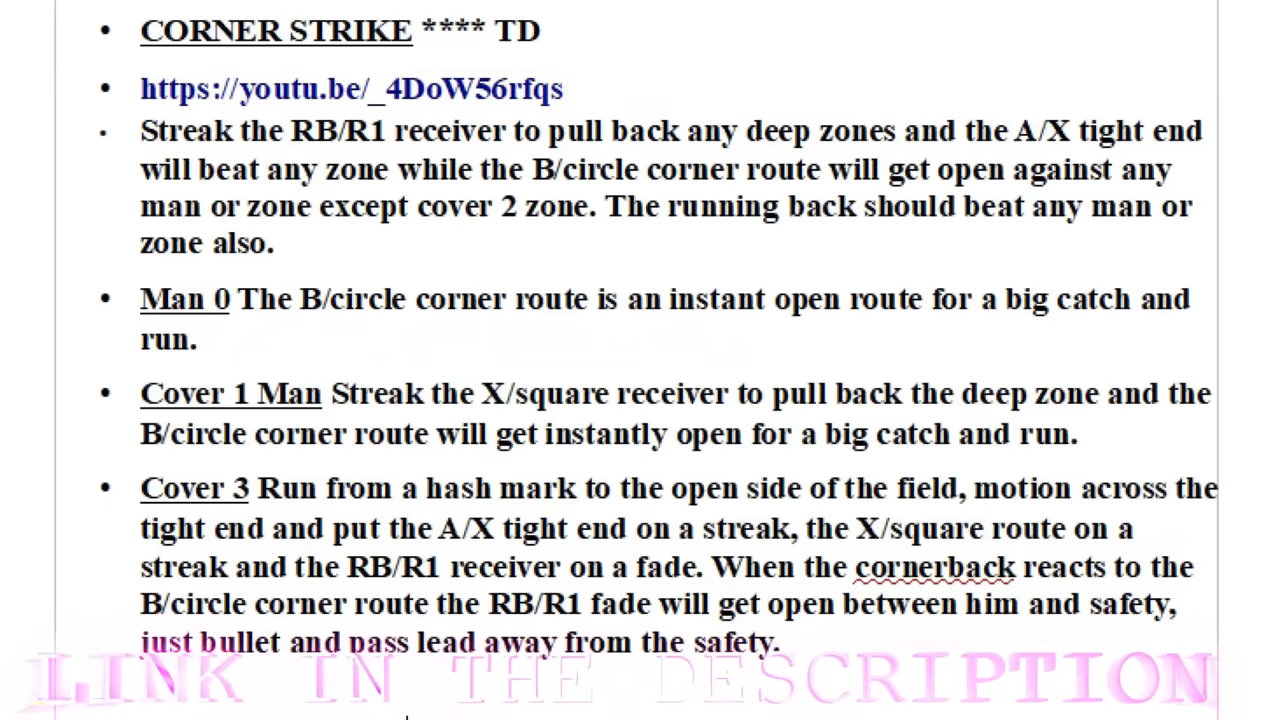 • CORNER STRIKE **** TD
• https://youtu.be/_4DoW56rfqs
• Streak the RB/R1 receiver to pull back any deep zones and the A/X tight end
will beat any zone while the B/circle corner route will get open against any
man or zone except cover 2 zone. The running back should beat any man or
zone also.
• Man 0 The B/circle corner route is an instant open route for a big catch and
run.
• Cover 1 Man Streak the X/square receiver to pull back the deep zone and the
B/circle corner route will get instantly open for a big catch and run.
• Cover 3 Run from a hash mark to the open side of the field, motion across the
tight end and put the A/X tight end on a streak, the X/square route on a
streak and the RB/R1 receiver on a fade. When the cornerback reacts to the
B/circle corner route the RB/R1 fade will get open between him and safety,
just bullet and pass lead away from the safety.
LINK IN THE DESCRIPTION